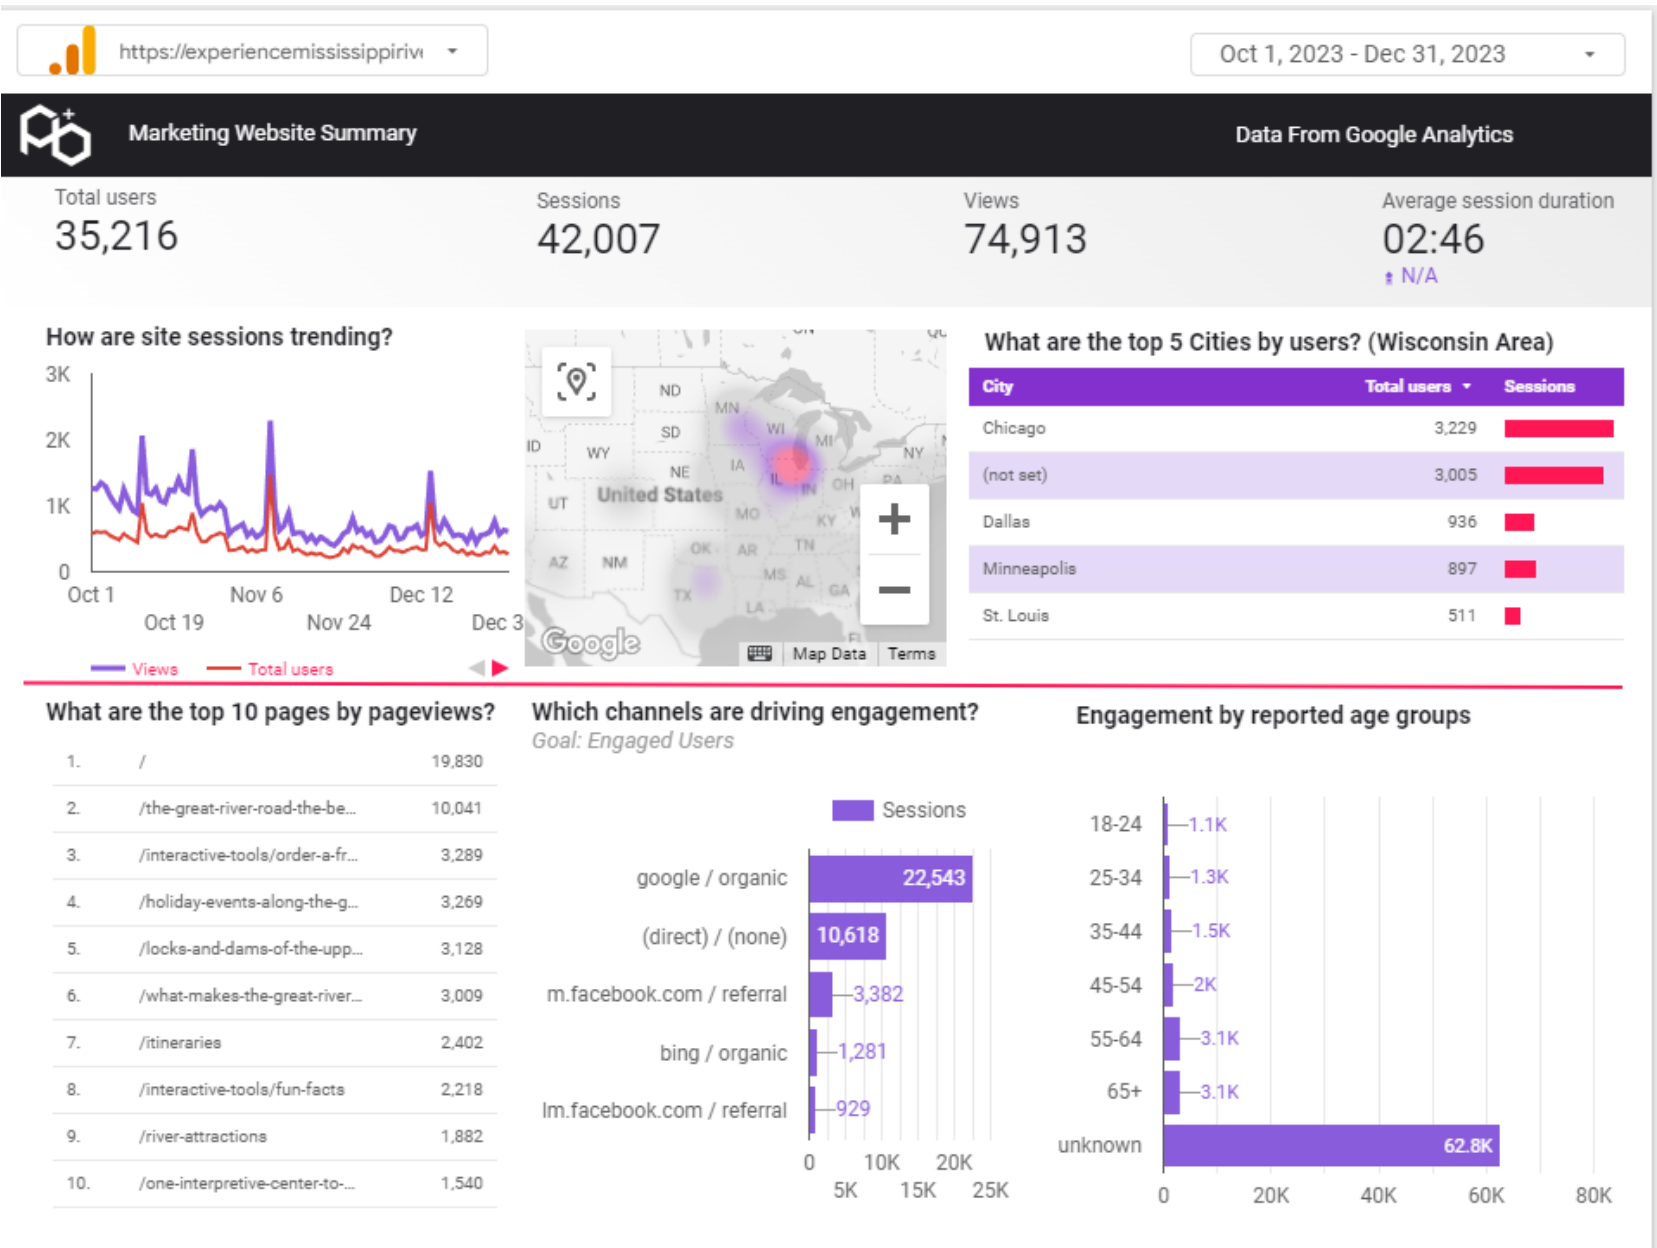 https://experiencemississippirive
Oct 1, 2023 - Dec 31, 2023
Marketing Website Summary
Data From Google Analytics
Total users
35,216
Sessions
42,007
Views
74,913
Average session duration
02:46
N/A
How are site sessions trending?
3K
2K
1K
0
Oct 1
Nov 6
Dec 12
Oct 19
Nov 24
Dec 3
Views
Total users
ON
QC
ND
MN
ID
SD
WI
MI
WY
NY
NE
IA
IL
IN
OH
PA
UT
United States
MO
KY
W
AZ
NM
OK
AR
TN
MS
AL
GA
TX
LA
FL
Google
Map Data
Terms
What are the top 5 Cities by users? (Wisconsin Area)
City Total users Sessions
Chicago 3,229
(not set) 3,005
Dallas 936
Minneapolis 897
St. Louis 511
What are the top 10 pages by pageviews?
1. / 19,830
2. /the-great-river-road-the-be... 10,041
3. /interactive-tools/order-a-fr... 3,289
4. /holiday-events-along-the-g... 3,269
5. /locks-and-dams-of-the-upp... 3,128
6. /what-makes-the-great-river... 3,009
7. /itineraries 2,402
8. /interactive-tools/fun-facts 2,218
9. /river-attractions 1,882
10. /one-interpretive-center-to-... 1,540
Which channels are driving engagement?
Goal: Engaged Users
Sessions
google / organic 22,543
(direct) / (none) 10,618
m.facebook.com / referral 3,382
bing / organic 1,281
lm.facebook.com / referral 929
0 10K 20K
5K 15K 25K
Engagement by reported age groups
18-24 1.1K
25-34 1.3K
35-44 1.5K
45-54 2K
55-64 3.1K
65+ 3.1K
unknown 62.8K
0 20K 40K 60K 80K